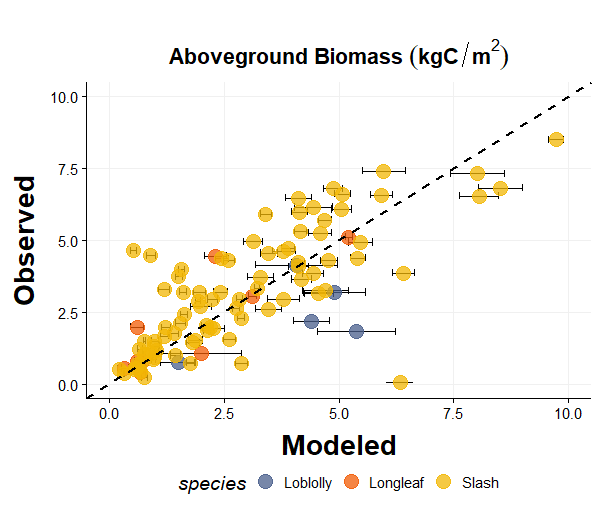 Aboveground Biomass (kgC/m²)
10.0
7.5
5.0
2.5
0.0
Observed
0.0 2.5 5.0 7.5 10.0
Modeled
species Loblolly Longleaf Slash